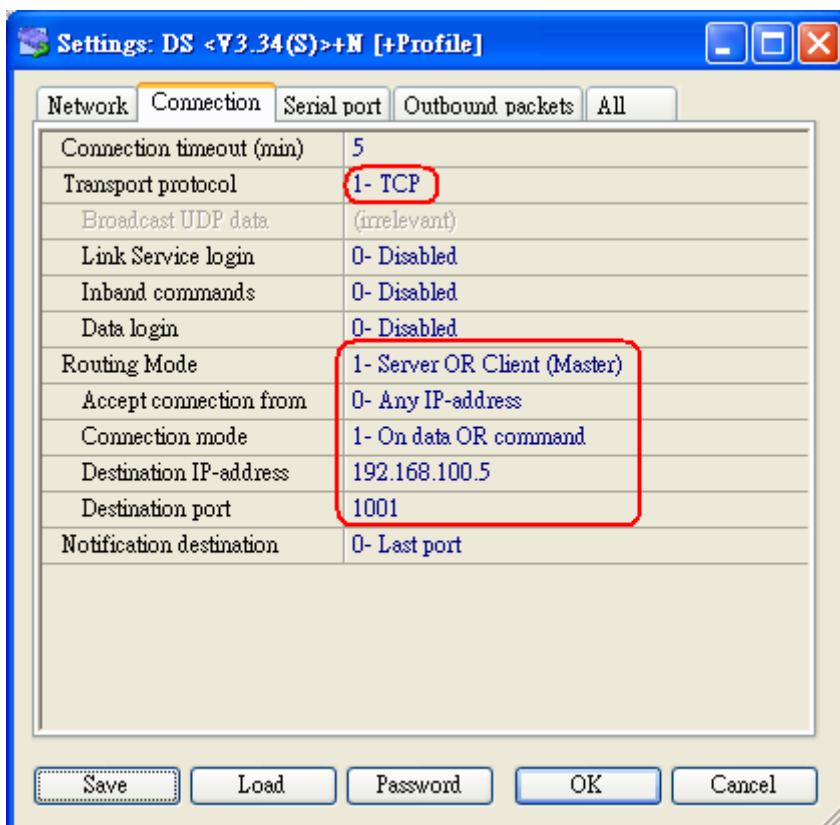 Settings: DS <V3.34(S)>+N [+Profile]
Network Connection Serial port Outbound packets All
Connection timeout (min) 5
Transport protocol 1- TCP
Broadcast UDP data (irrelevant)
Link Service login 0- Disabled
Inband commands 0- Disabled
Data login 0- Disabled
Routing Mode 1- Server OR Client (Master)
Accept connection from 0- Any IP-address
Connection mode 1- On data OR command
Destination IP-address 192.168.100.5
Destination port 1001
Notification destination 0- Last port
Save Load Password OK Cancel